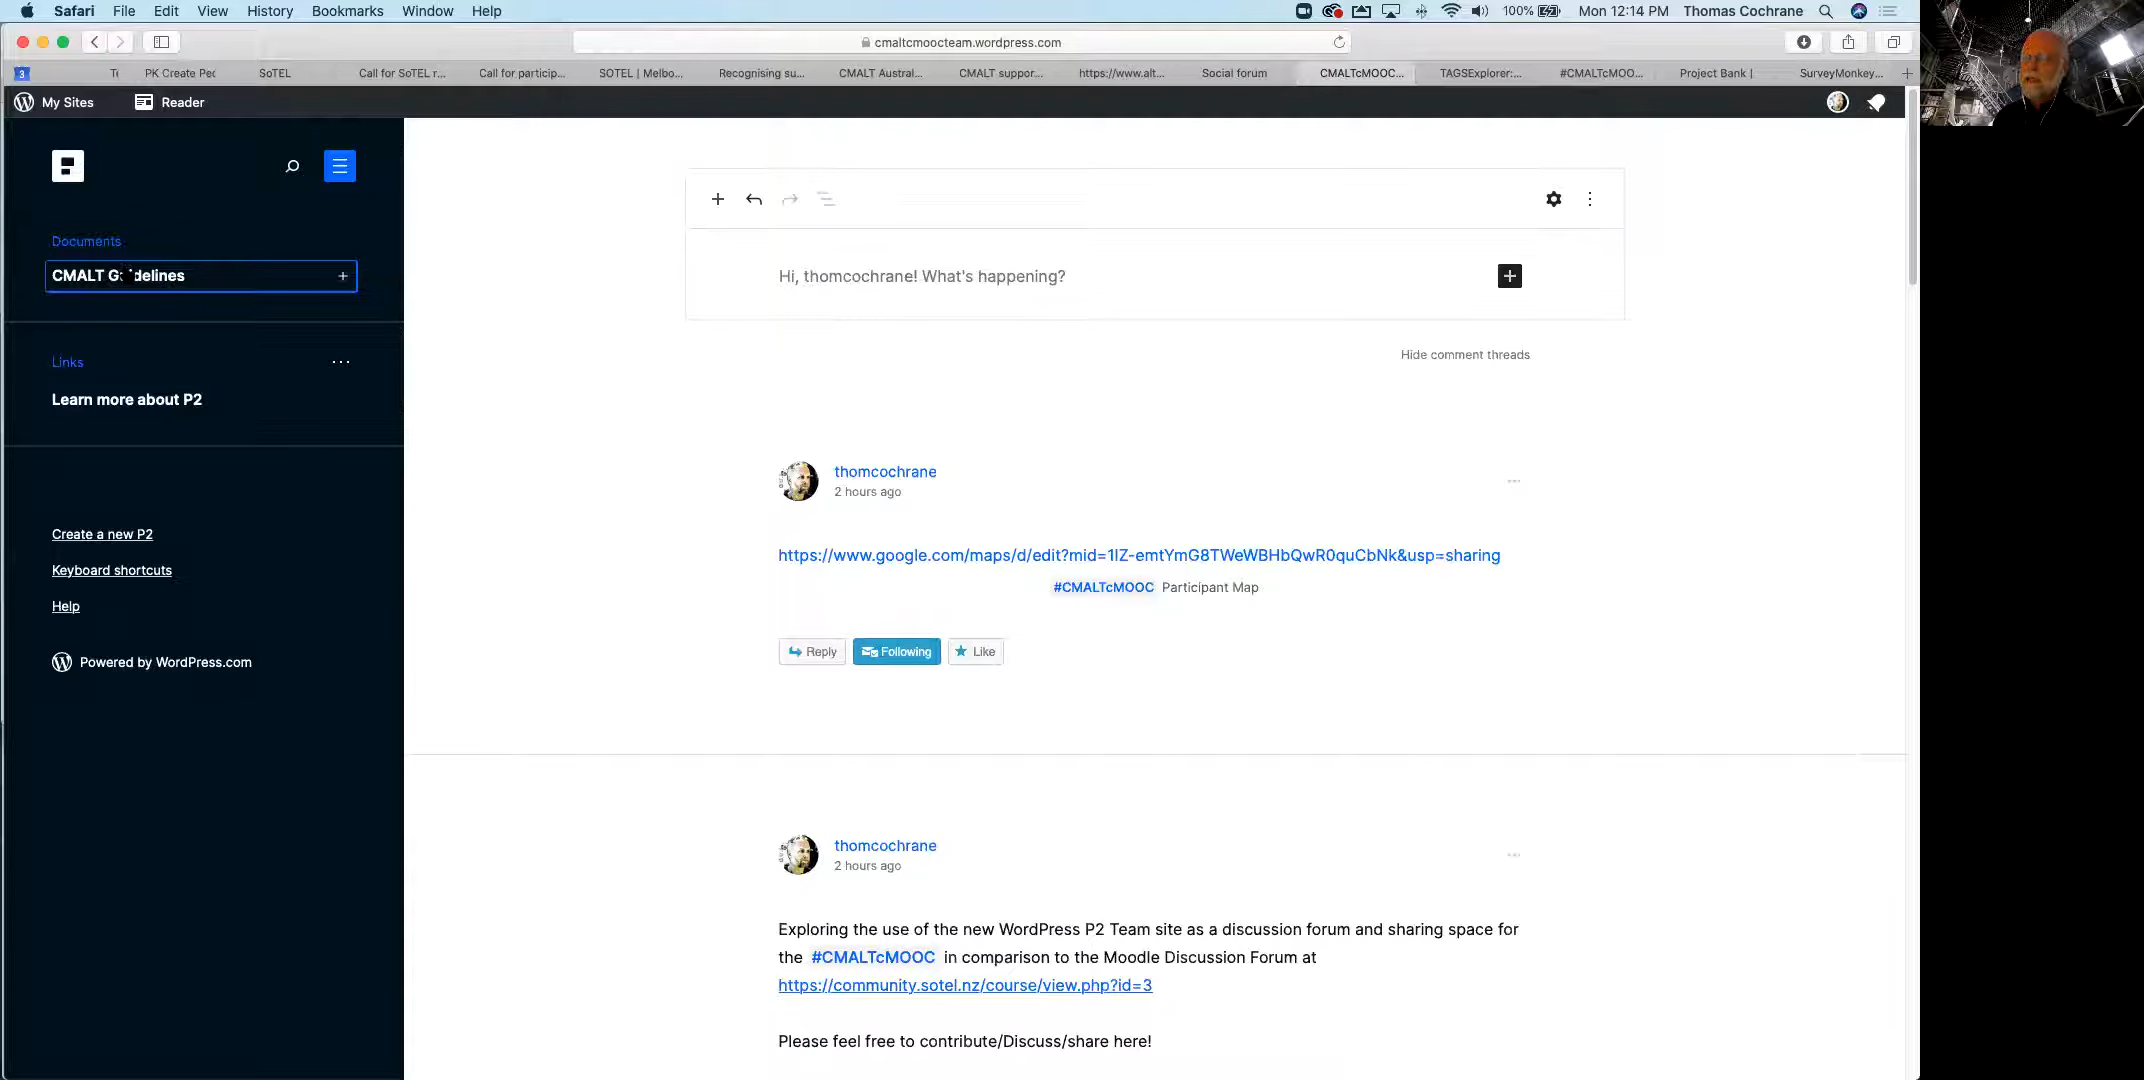 Safari File Edit View History Bookmarks Window Help 100% Mon 12:14 PM Thomas Cochrane
cmaltcmoocteam.wordpress.com
3 PK Create Pec SoTEL Call for SoTEL r... Call for particip... SOTEL | Melbo... Recognising su... CMALT Austral... CMALT suppor... https://www.alt... Social forum CMALTcMOOC... TAGSExplorer:... #CMALTcMOO... Project Bank | SurveyMonkey...
My Sites Reader
Documents
CMALT Guidelines
Links
Learn more about P2
Create a new P2
Keyboard shortcuts
Help
Powered by WordPress.com
Hi, thomcochrane! What's happening?
Hide comment threads
thomcochrane
2 hours ago
https://www.google.com/maps/d/edit?mid=1IZ-emtYmG8TWeWBHbQwR0quCbNk&usp=sharing
#CMALTcMOOC Participant Map
Reply Following Like
thomcochrane
2 hours ago
Exploring the use of the new WordPress P2 Team site as a discussion forum and sharing space for
the #CMALTcMOOC in comparison to the Moodle Discussion Forum at
https://community.sotel.nz/course/view.php?id=3
Please feel free to contribute/Discuss/share here!